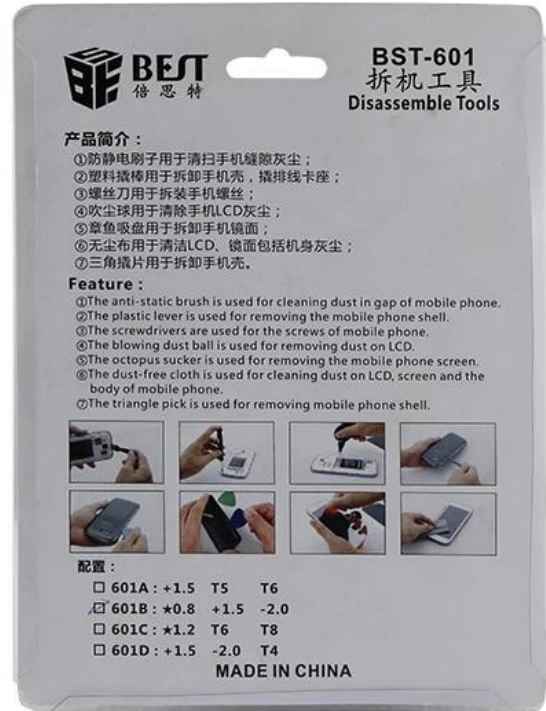 BEST
倍思特
BST-601
拆机工具
Disassemble Tools
产品简介：
①防静电刷子用于清扫手机缝隙灰尘；
②塑料撬棒用于拆卸手机壳，撬排线卡座；
③螺丝刀用于拆装手机螺丝；
④吹尘球用于清除手机LCD灰尘；
⑤章鱼吸盘用于拆卸手机镜面；
⑥无尘布用于清洁LCD、镜面包括机身灰尘；
⑦三角撬片用于拆卸手机壳。
Feature：
①The anti-static brush is used for cleaning dust in gap of mobile phone.
②The plastic lever is used for removing the mobile phone shell.
③The screwdrivers are used for the screws of mobile phone.
④The blowing dust ball is used for removing dust on LCD.
⑤The octopus sucker is used for removing the mobile phone screen.
⑥The dust-free cloth is used for cleaning dust on LCD, screen and the
body of mobile phone.
⑦The triangle pick is used for removing mobile phone shell.
配置：
□ 601A：+1.5 T5 T6
☑ 601B：★0.8 +1.5 -2.0
□ 601C：★1.2 T6 T8
□ 601D：+1.5 -2.0 T4
MADE IN CHINA